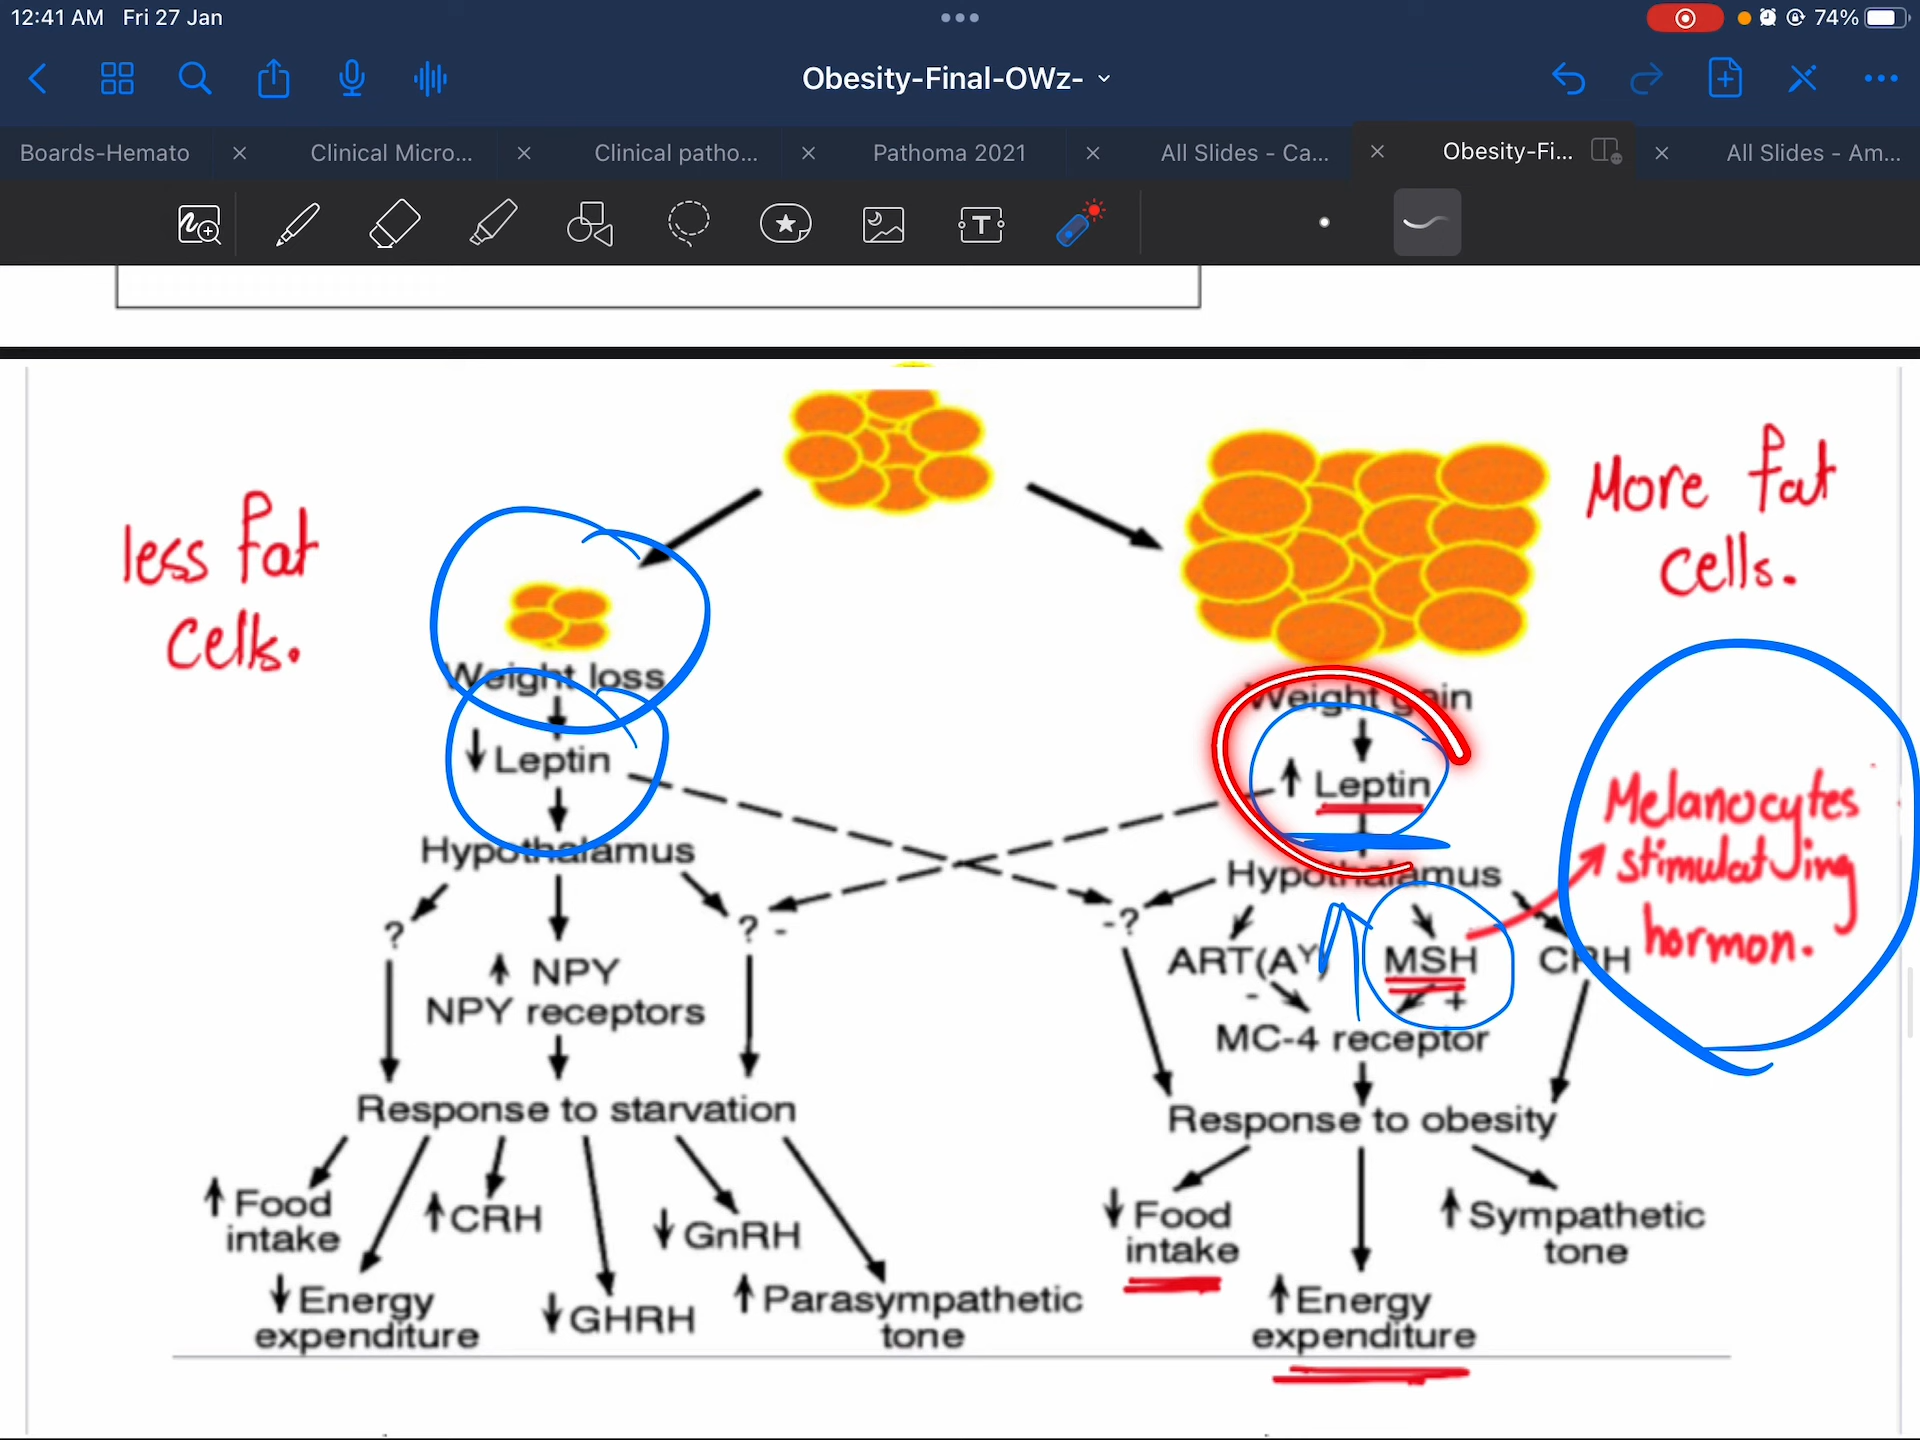 12:41 AM Fri 27 Jan
74%
Obesity-Final-OWz-
Boards-Hemato
Clinical Micro...
Clinical patho...
Pathoma 2021
All Slides - Ca...
Obesity-Fi...
All Slides - Am...
less fat
cells.
More fat
cells.
Weight loss
↓ Leptin
Hypothalamus
?
? -
↑ NPY
NPY receptors
Response to starvation
↑ Food
intake
↑ CRH
↓ GnRH
↓ Energy
expenditure
↓ GHRH
↑ Parasympathetic
tone
Weight gain
↑ Leptin
Hypothalamus
-?
ART(AY)
MSH
CRH
- +
MC-4 receptor
Response to obesity
↓ Food
intake
↑ Sympathetic
tone
↑ Energy
expenditure
Melanocytes
stimulating
hormon.